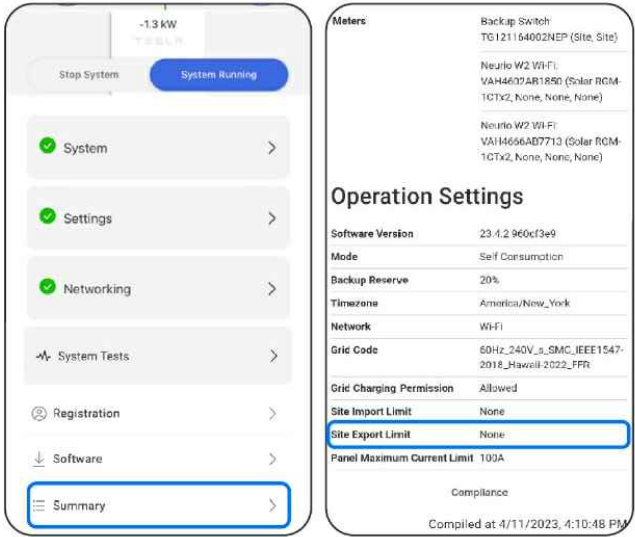 -1.3 kW
TESLA
Stop System
System Running
System
Settings
Networking
System Tests
Registration
Software
Summary
Meters
Backup Switch
TG121164002NEP (Site, Site)
Neurio W2 Wi-Fi:
VAH4602AB1850 (Solar RGM-
1CTx2, None, None, None)
Neurio W2 Wi-Fi:
VAH4666AB7713 (Solar RGM-
1CTx2, None, None, None)
Operation Settings
Software Version 23.4.2 960cf3e9
Mode Self Consumption
Backup Reserve 20%
Timezone America/New_York
Network Wi-Fi
Grid Code 60Hz_240V_s_SMC_IEEE1547-
2018_Hawaii-2022_FFR
Grid Charging Permission Allowed
Site Import Limit None
Site Export Limit None
Panel Maximum Current Limit 100A
Compliance
Compiled at 4/11/2023, 4:10:48 PM